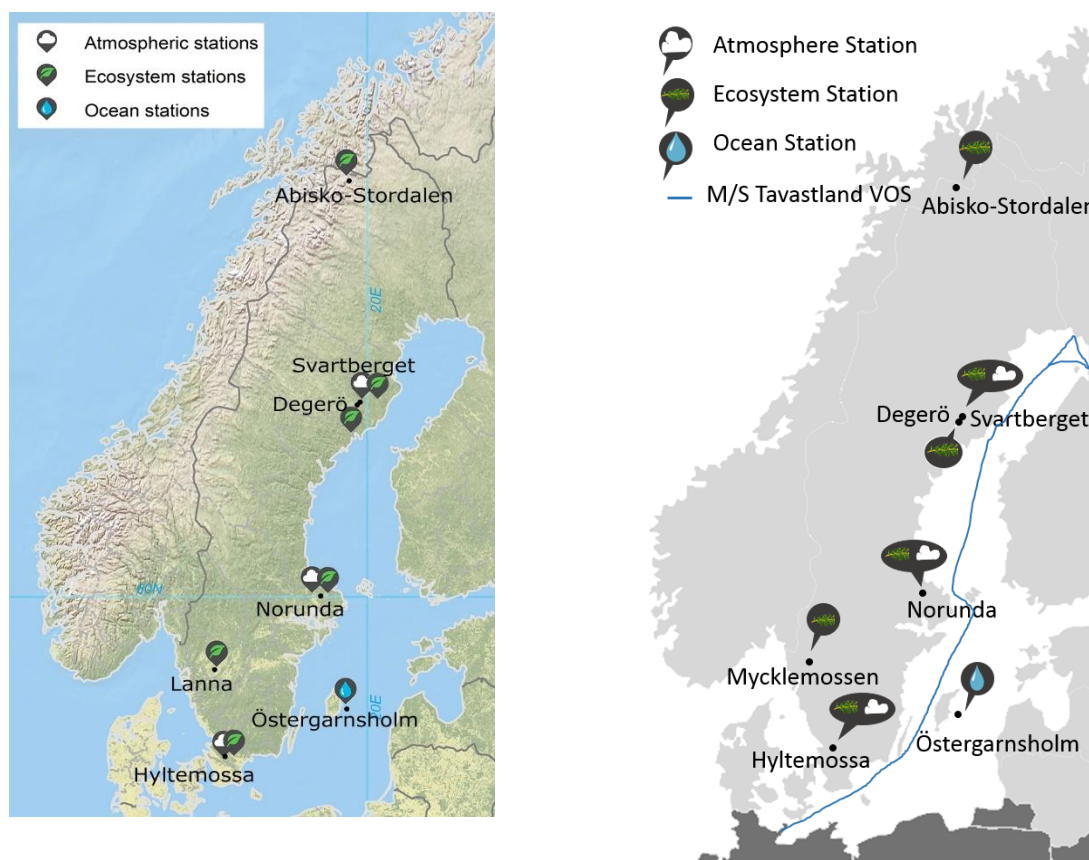 Atmospheric stations
Ecosystem stations
Ocean stations
Abisko-Stordalen
20E
Svartberget
Degerö
60N
Norunda
Lanna
20E
Östergarnsholm
Hyltemossa
Atmosphere Station
Ecosystem Station
Ocean Station
M/S Tavastland VOS
Abisko-Stordalen
Degerö
Svartberget
Norunda
Mycklemossen
Östergarnsholm
Hyltemossa